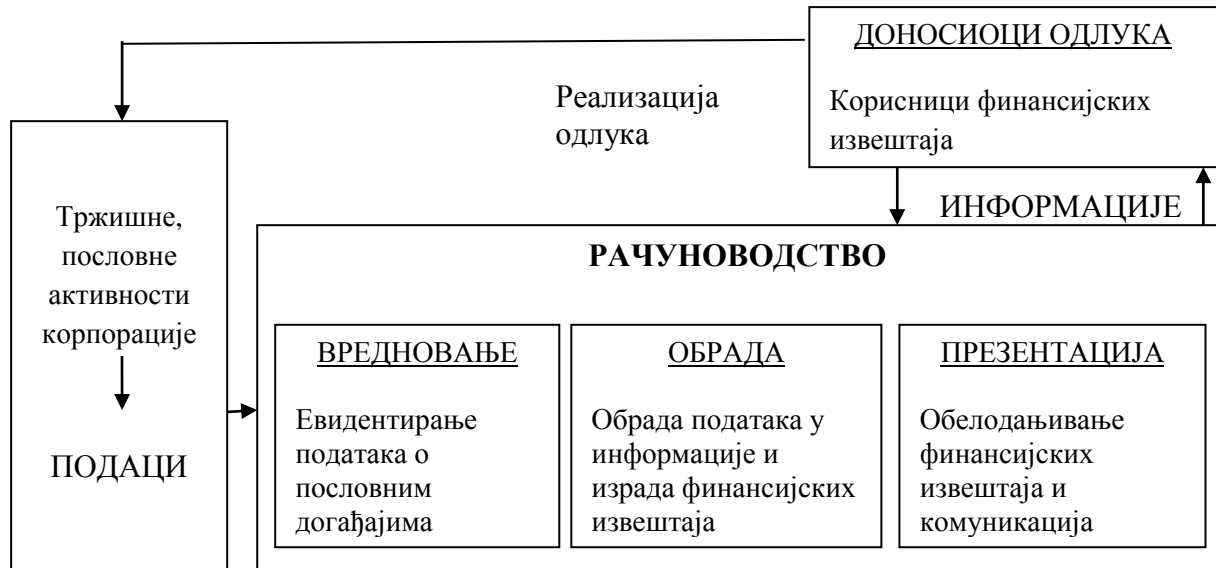 ДОНОСИОЦИ ОДЛУКА
Корисници финансијских
извештаја
Реализација
одлука
ИНФОРМАЦИЈЕ
Тржишне,
пословне
активности
корпорације
ПОДАЦИ
РАЧУНОВОДСТВО
ВРЕДНОВАЊЕ
Евидентирање
података о
пословним
догађајима
ОБРАДА
Обрада података у
информације и
израда финансијских
извештаја
ПРЕЗЕНТАЦИЈА
Обелодањивање
финансијских
извештаја и
комуникација